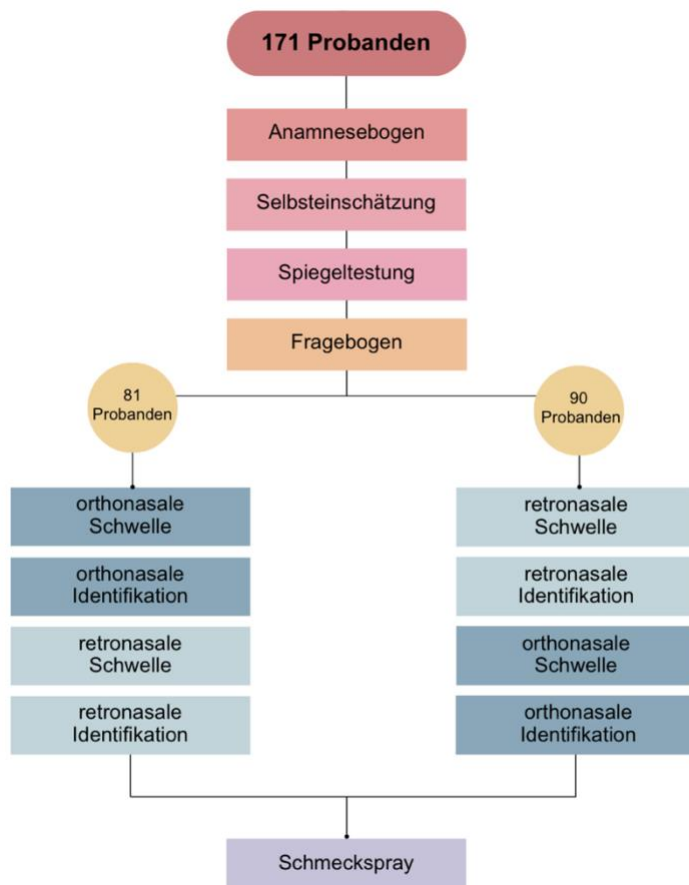 171 Probanden
Anamnesebogen
Selbsteinschätzung
Spiegeltestung
Fragebogen
81
Probanden
90
Probanden
orthonasale
Schwelle
orthonasale
Identifikation
retronasale
Schwelle
retronasale
Identifikation
retronasale
Schwelle
retronasale
Identifikation
orthonasale
Schwelle
orthonasale
Identifikation
Schmeckspray